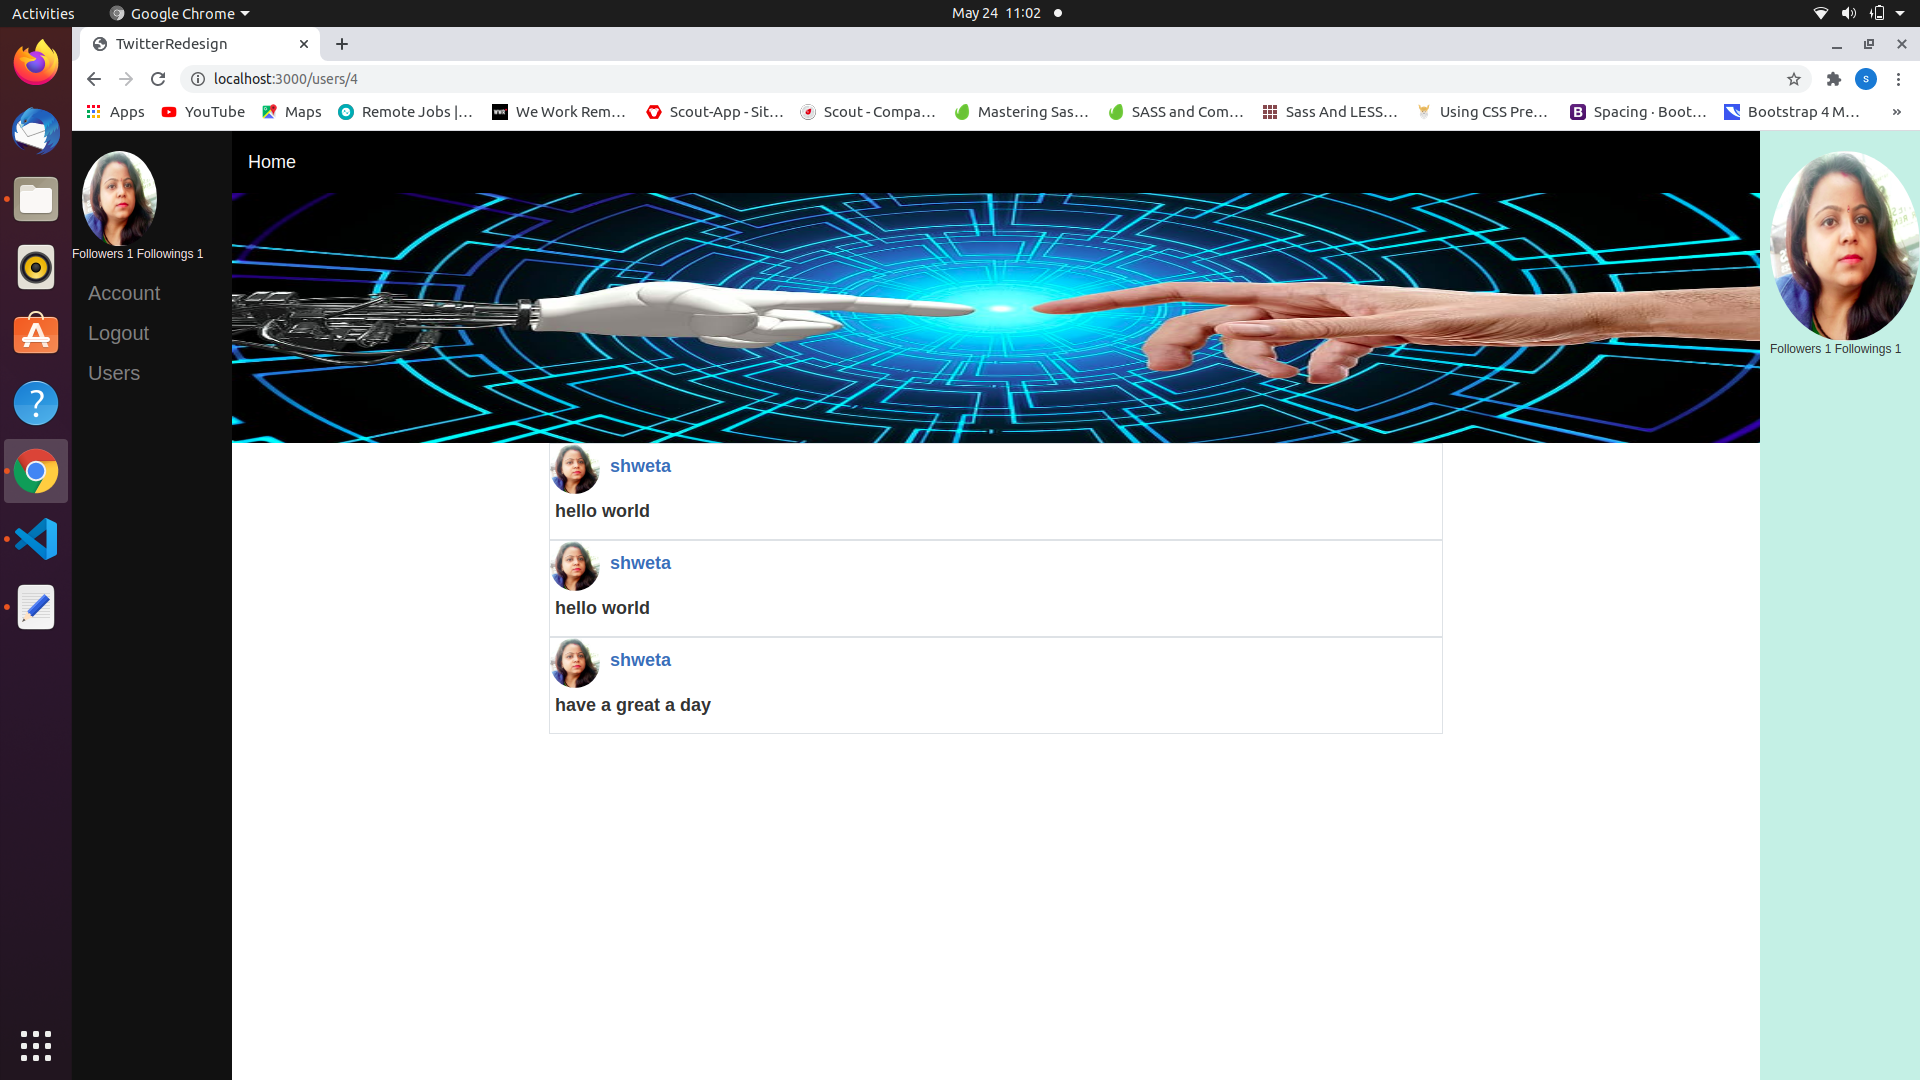 Activities Google Chrome May 24 11:02
TwitterRedesign
localhost:3000/users/4 s
Apps YouTube Maps Remote Jobs |... We Work Rem... Scout-App - Sit... Scout - Compa... Mastering Sas... SASS and Com... Sass And LESS... Using CSS Pre... Spacing · Boot... Bootstrap 4 M... »
Home
Followers 1 Followings 1
Account
Logout
Users
Followers 1 Followings 1
shweta
hello world
shweta
hello world
shweta
have a great a day